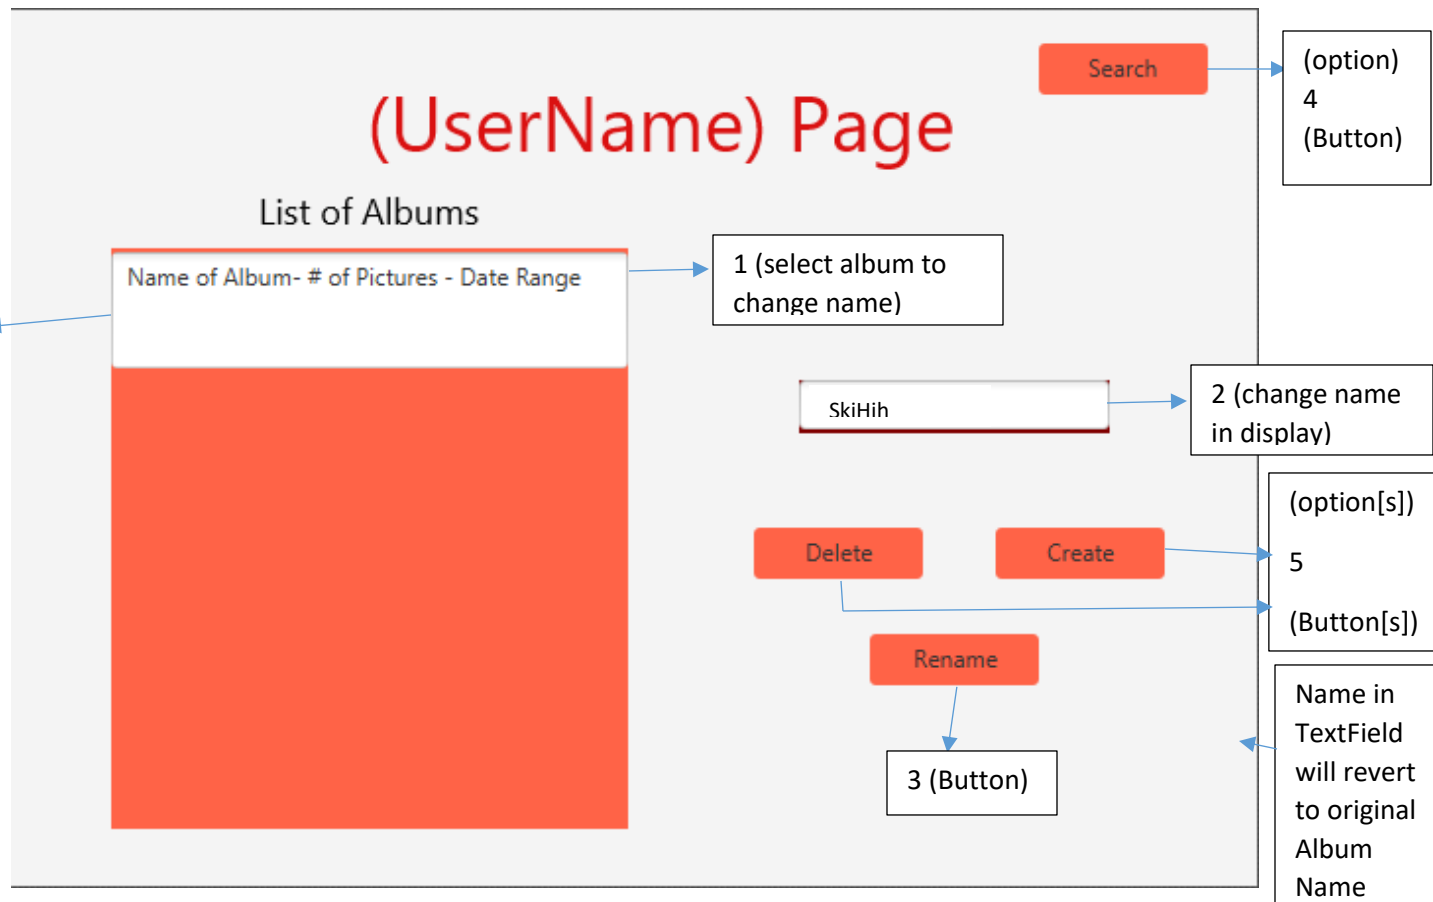 Search
(option)
4
(Button)
(UserName) Page
List of Albums
Name of Album- # of Pictures - Date Range
1 (select album to
change name)
SkiHih
2 (change name
in display)
(option[s])
5
(Button[s])
Delete
Create
Rename
3 (Button)
Name in
TextField
will revert
to original
Album
Name